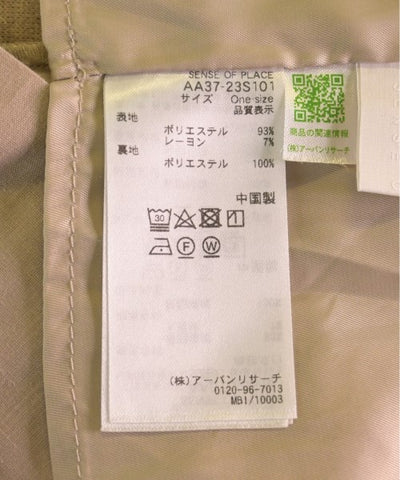 SENSE OF PLACE
AA37-23S101
サイズ One-size
品質表示
表地
ポリエステル 93%
レーヨン 7%
裏地
ポリエステル 100%
中国製
30
F W
(株)アーバンリサーチ
0120-96-7013
MB1/10003
商品の関連情報
(株)アーバンリサーチ